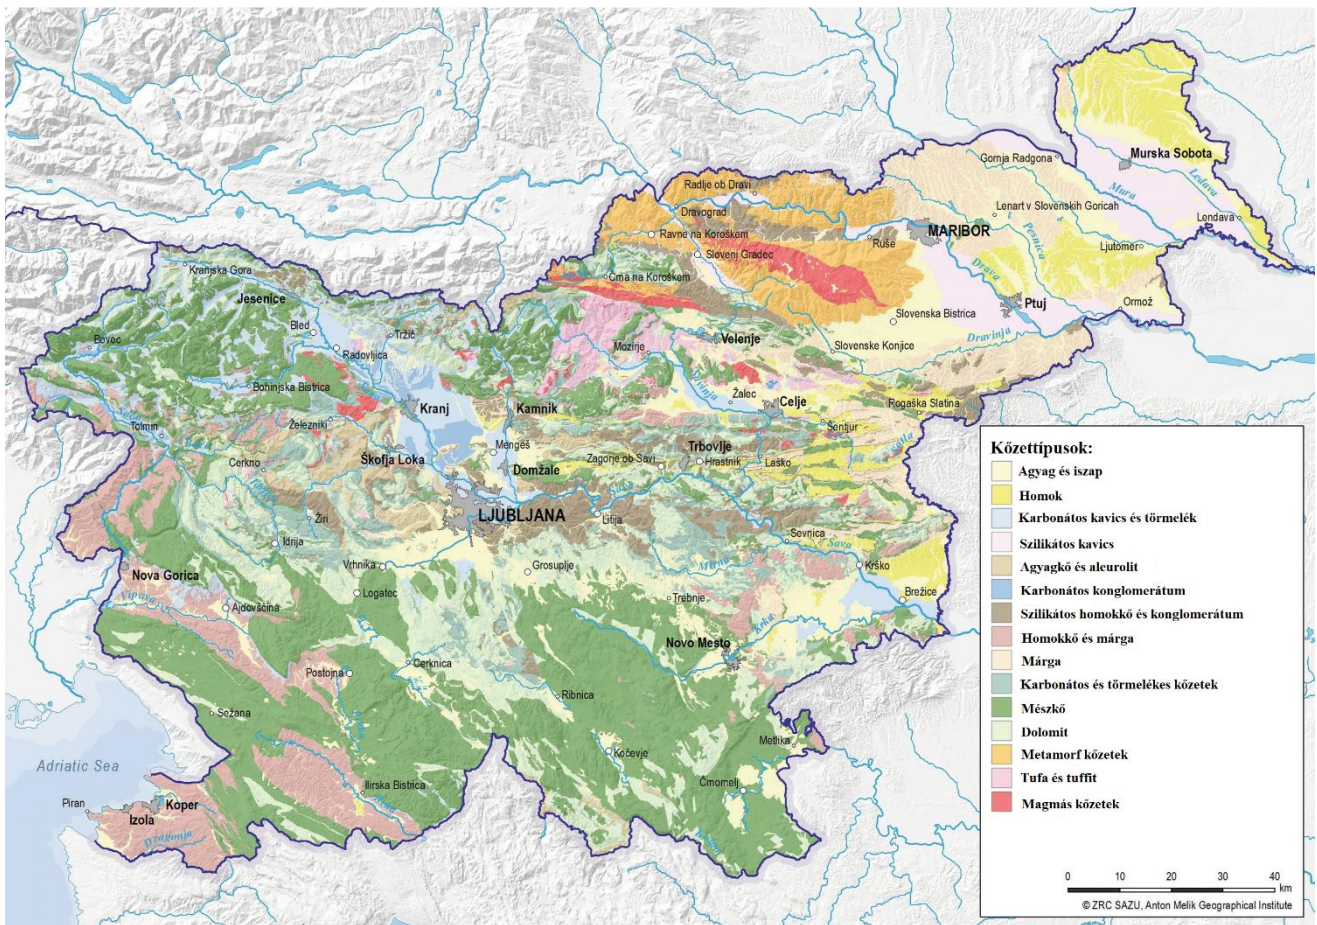 Murska Sobota
Gornja Radgona
Ledava
Mura
Radlje ob Dravi
Dravograd
Lenart v Slovenskih Goricah
Lendava
Ravne na Koroškem
MARIBOR
Ruše
Pesnica
Ljutomer
Slovenj Gradec
Kranjska Gora
Črna na Koroškem
Drava
Jesenice
Ptuj
Ormož
Slovenska Bistrica
Bled
Tržič
Velenje
Dravinja
Bovec
Radovljica
Mozirje
Slovenske Konjice
Bohinjska Bistrica
Savinja
Žalec
Celje
Rogaška Slatina
Kranj
Kamnik
Železniki
Šentjur
Tolmin
Mengeš
Trbovlje
Škofja Loka
Zagorje ob Savi
Hrastnik
Laško
Cerkno
Domžale
Sava
LJUBLJANA
Litija
Žiri
Idrija
Sevnica
Sava
Vrhnika
Grosuplje
Mirna
Krško
Nova Gorica
Logatec
Trebnje
Brežice
Vipava
Ajdovščina
Krka
Novo Mesto
Postojna
Cerknica
Ribnica
Sežana
Metlika
Kočevje
Adriatic Sea
Ilirska Bistrica
Črnomelj
Piran
Koper
Izola
Dragonja
Kőzettípusok:
Agyag és iszap
Homok
Karbonátos kavics és törmelék
Szilikátos kavics
Agyagkő és aleurolit
Karbonátos konglomerátum
Szilikátos homokkő és konglomerátum
Homokkő és márga
Márga
Karbonátos és törmelékes kőzetek
Mészkő
Dolomit
Metamorf kőzetek
Tufa és tuffit
Magmás kőzetek
0 10 20 30 40
km
© ZRC SAZU, Anton Melik Geographical Institute